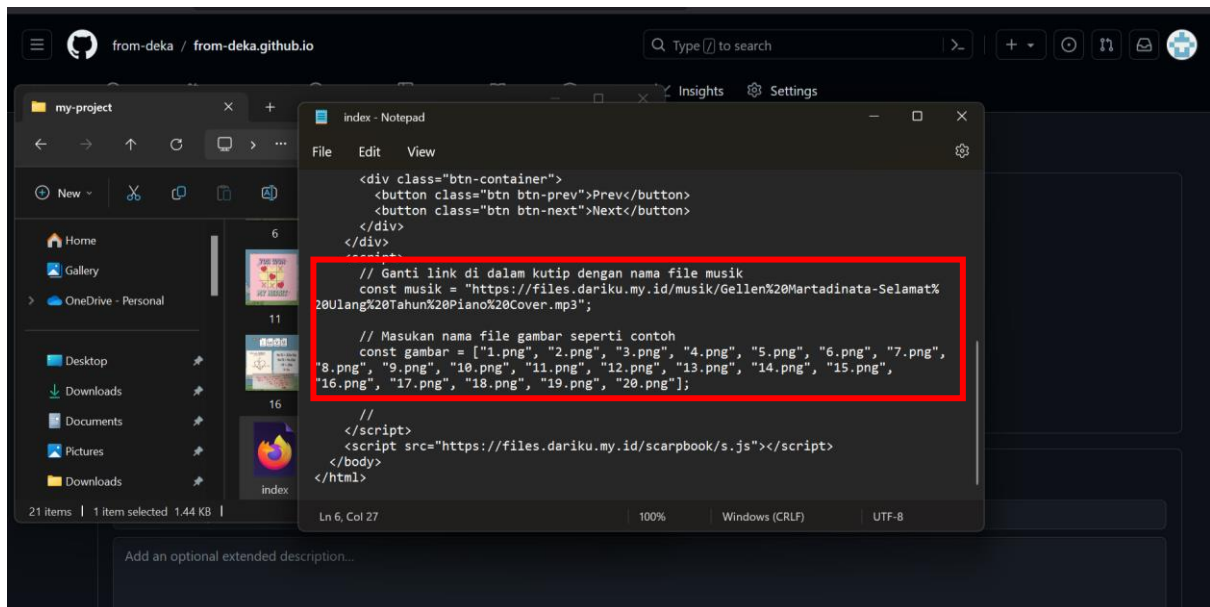 from-deka / from-deka.github.io
Type / to search
Insights
Settings
my-project
index - Notepad
File Edit View
New
Home
Gallery
OneDrive - Personal
Desktop
Downloads
Documents
Pictures
Downloads
6
YOU WON
MY HEART
11
16
index
21 items 1 item selected 1.44 KB
<div class="btn-container">
<button class="btn btn-prev">Prev</button>
<button class="btn btn-next">Next</button>
</div>
</div>
<script>
// Ganti link di dalam kutip dengan nama file musik
const musik = "https://files.dariku.my.id/musik/Gellen%20Martadinata-Selamat%
20Ulang%20Tahun%20Piano%20Cover.mp3";
// Masukan nama file gambar seperti contoh
const gambar = ["1.png", "2.png", "3.png", "4.png", "5.png", "6.png", "7.png",
"8.png", "9.png", "10.png", "11.png", "12.png", "13.png", "14.png", "15.png",
"16.png", "17.png", "18.png", "19.png", "20.png"];
//
</script>
<script src="https://files.dariku.my.id/scarpbook/s.js"></script>
</body>
</html>
Ln 6, Col 27
100%
Windows (CRLF)
UTF-8
Add an optional extended description...